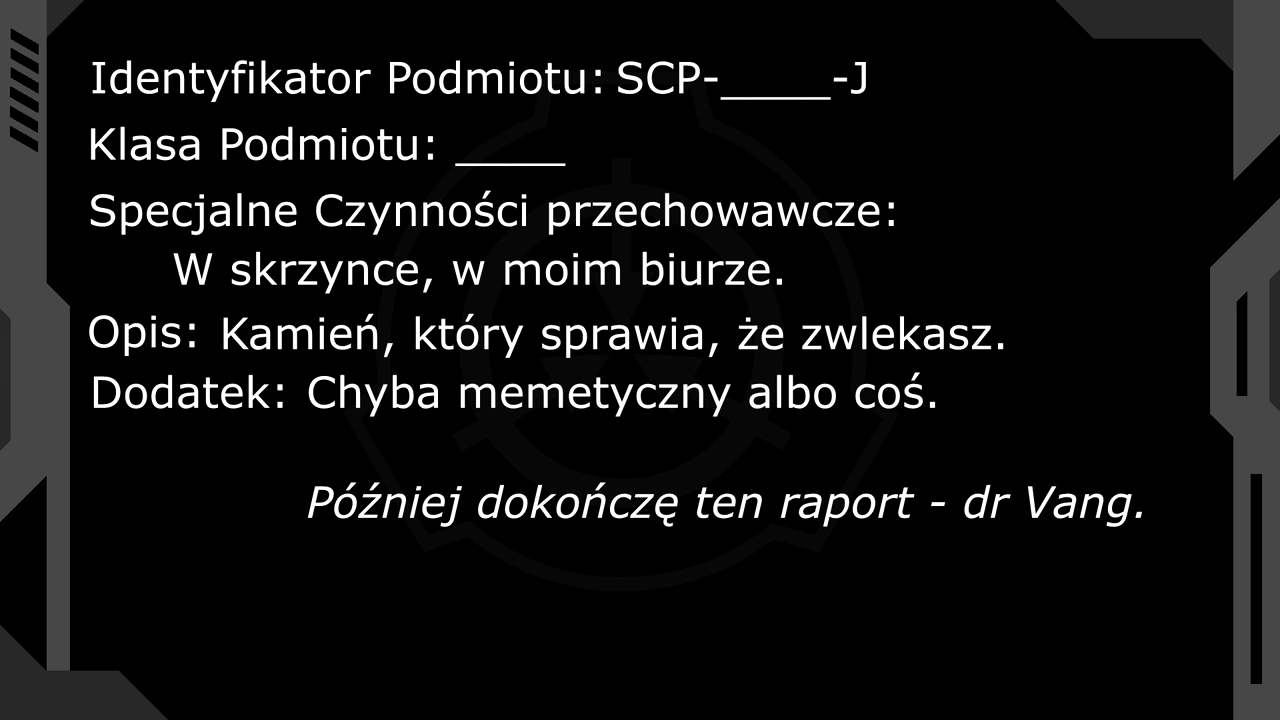 Identyfikator Podmiotu: SCP-____-J
Klasa Podmiotu: ____
Specjalne Czynności przechowawcze:
W skrzynce, w moim biurze.
Opis: Kamień, który sprawia, że zwlekasz.
Dodatek: Chyba memetyczny albo coś.
Później dokończę ten raport - dr Vang.